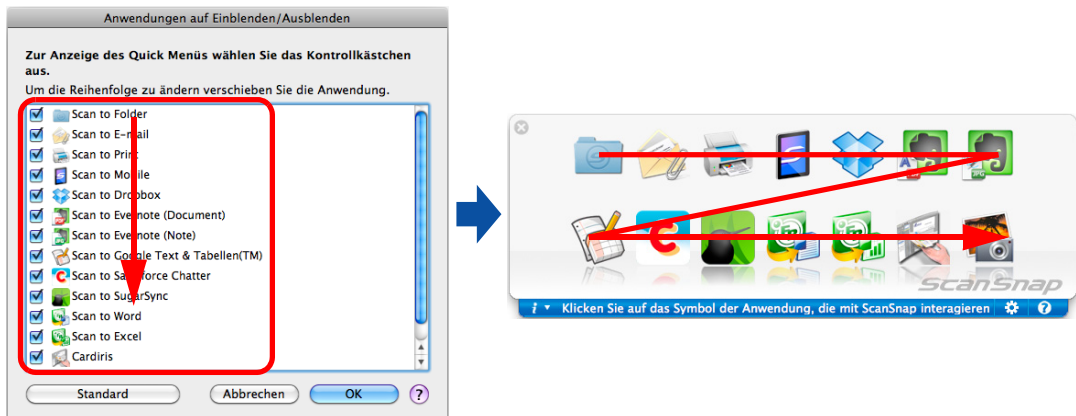 Anwendungen auf Einblenden/Ausblenden
Zur Anzeige des Quick Menüs wählen Sie das Kontrollkästchen
aus.
Um die Reihenfolge zu ändern verschieben Sie die Anwendung.
Scan to Folder
Scan to E-mail
Scan to Print
Scan to Mobile
Scan to Dropbox
Scan to Evernote (Document)
Scan to Evernote (Note)
Scan to Google Text & Tabellen(TM)
Scan to Salesforce Chatter
Scan to SugarSync
Scan to Word
Scan to Excel
Cardiris
Standard
Abbrechen
OK
?
ScanSnap
i
Klicken Sie auf das Symbol der Anwendung, die mit ScanSnap interagieren
?